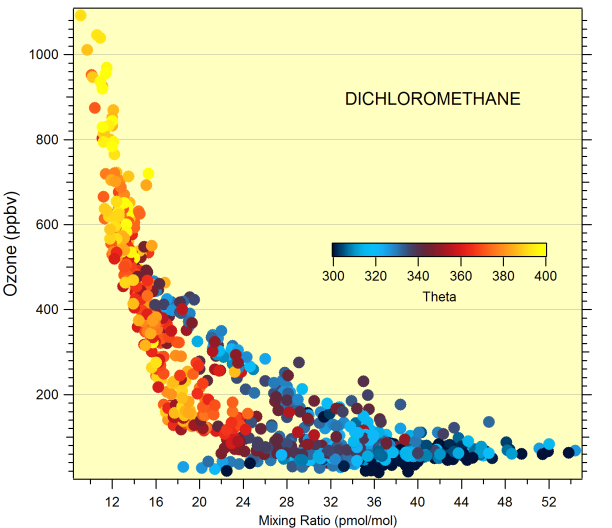 1000
800
600
400
200
Ozone (ppbv)
DICHLOROMETHANE
300 320 340 360 380 400
Theta
12 16 20 24 28 32 36 40 44 48 52
Mixing Ratio (pmol/mol)